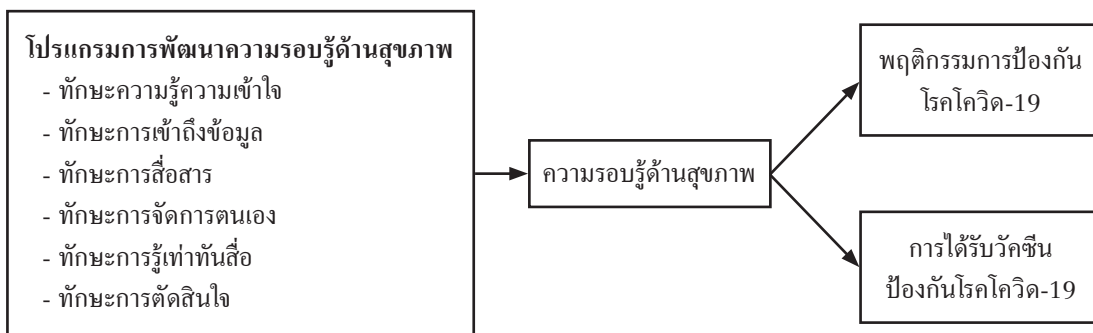 โปรแกรมการพัฒนาความรอบรู้ด้านสุขภาพ
- ทักษะความรู้ความเข้าใจ
- ทักษะการเข้าถึงข้อมูล
- ทักษะการสื่อสาร
- ทักษะการจัดการตนเอง
- ทักษะการรู้เท่าทันสื่อ
- ทักษะการตัดสินใจ
ความรอบรู้ด้านสุขภาพ
พฤติกรรมการป้องกัน
โรคโควิด-19
การได้รับวัคซีน
ป้องกันโรคโควิด-19